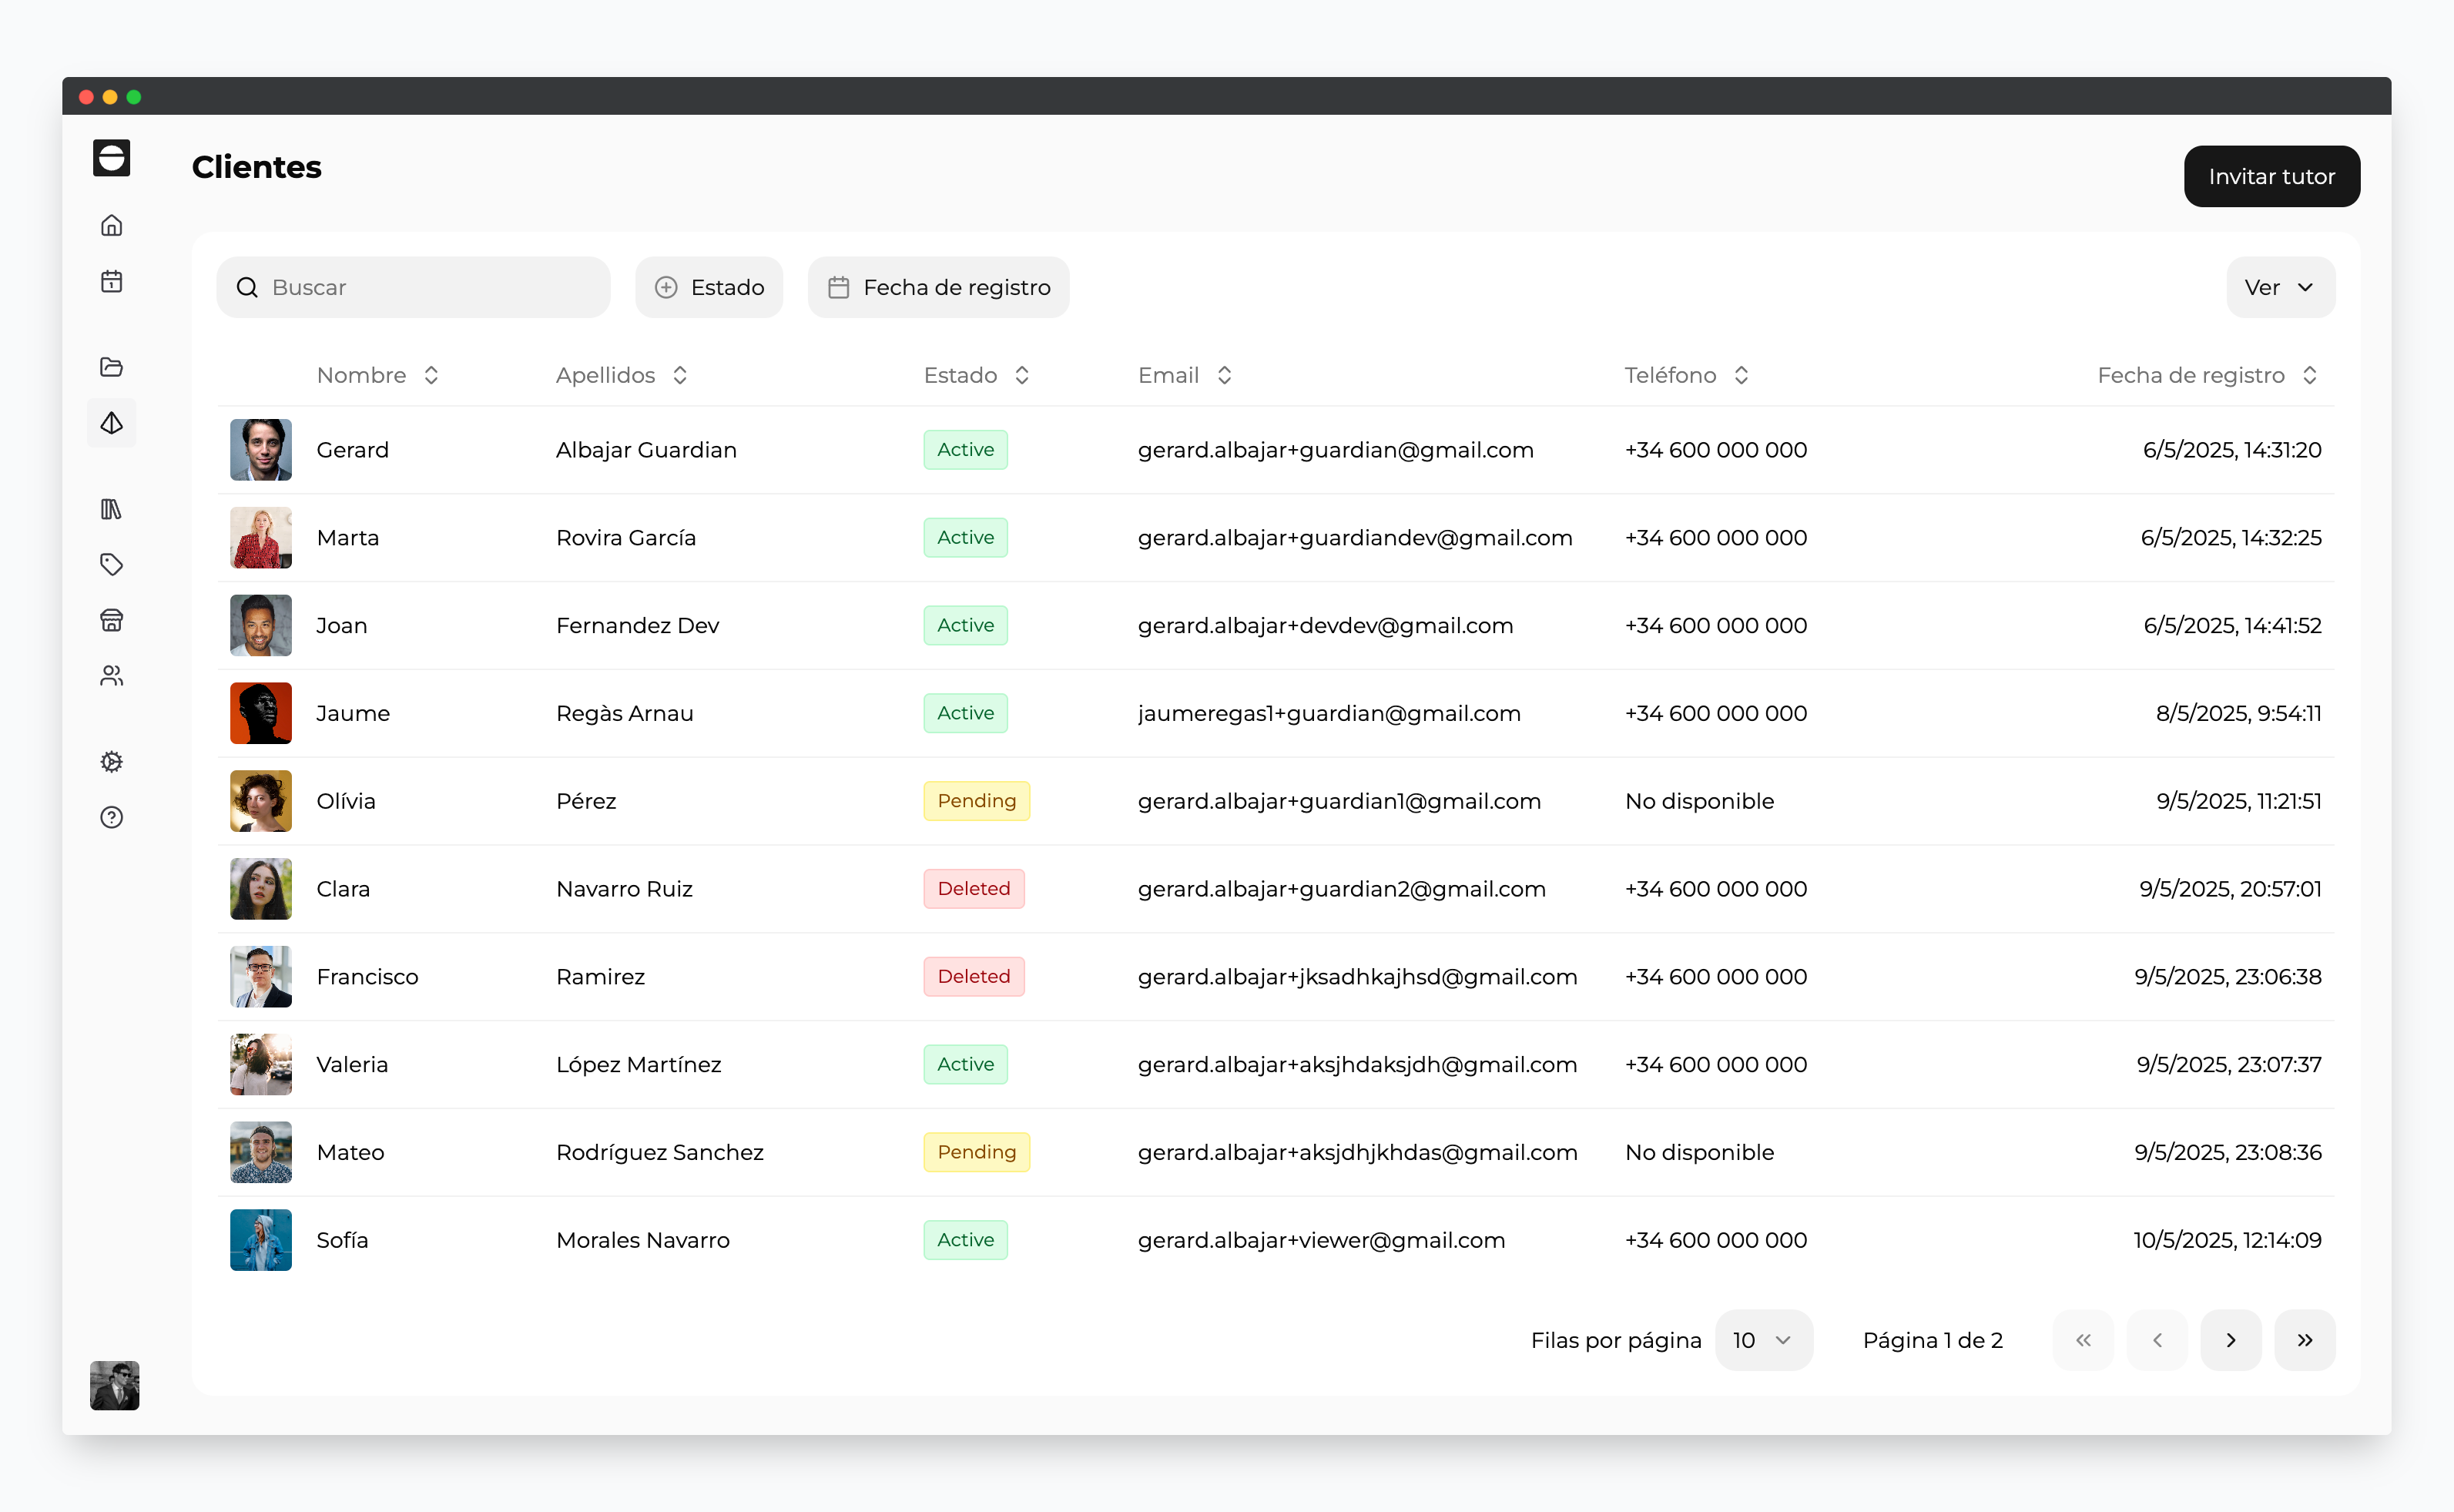 Clientes
Invitar tutor
Buscar Estado Fecha de registro Ver
Nombre Apellidos Estado Email Teléfono Fecha de registro
Gerard Albajar Guardian Active gerard.albajar+guardian@gmail.com +34 600 000 000 6/5/2025, 14:31:20
Marta Rovira García Active gerard.albajar+guardiandev@gmail.com +34 600 000 000 6/5/2025, 14:32:25
Joan Fernandez Dev Active gerard.albajar+devdev@gmail.com +34 600 000 000 6/5/2025, 14:41:52
Jaume Regàs Arnau Active jaumeregas1+guardian@gmail.com +34 600 000 000 8/5/2025, 9:54:11
Olívia Pérez Pending gerard.albajar+guardian1@gmail.com No disponible 9/5/2025, 11:21:51
Clara Navarro Ruiz Deleted gerard.albajar+guardian2@gmail.com +34 600 000 000 9/5/2025, 20:57:01
Francisco Ramirez Deleted gerard.albajar+jksadhkajhsd@gmail.com +34 600 000 000 9/5/2025, 23:06:38
Valeria López Martínez Active gerard.albajar+aksjhdaksjdh@gmail.com +34 600 000 000 9/5/2025, 23:07:37
Mateo Rodríguez Sanchez Pending gerard.albajar+aksjdhjkhdas@gmail.com No disponible 9/5/2025, 23:08:36
Sofía Morales Navarro Active gerard.albajar+viewer@gmail.com +34 600 000 000 10/5/2025, 12:14:09
Filas por página 10 Página 1 de 2